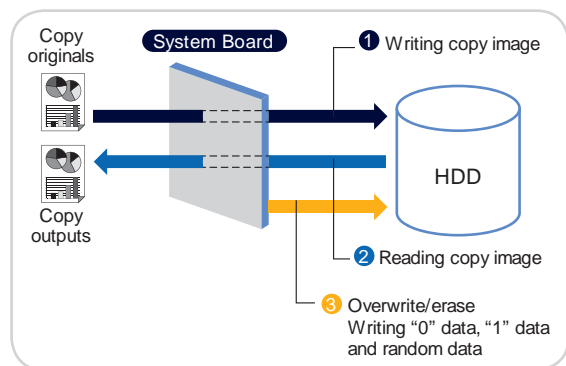 Copy
originals
System Board
1 Writing copy image
HDD
Copy
outputs
2 Reading copy image
3 Overwrite/erase
Writing “0” data, “1” data
and random data